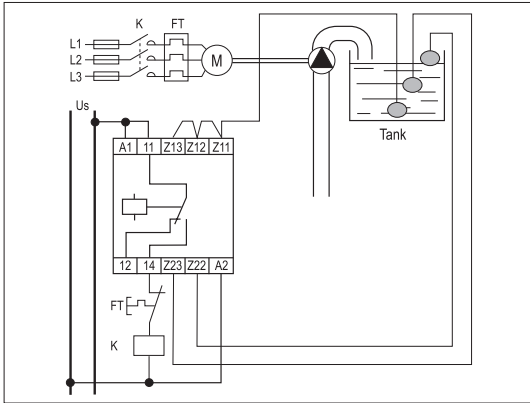 K FT
L1
L2
L3
M
Us
Tank
A1 11 Z13 Z12 Z11
12 14 Z23 Z22 A2
FT
K